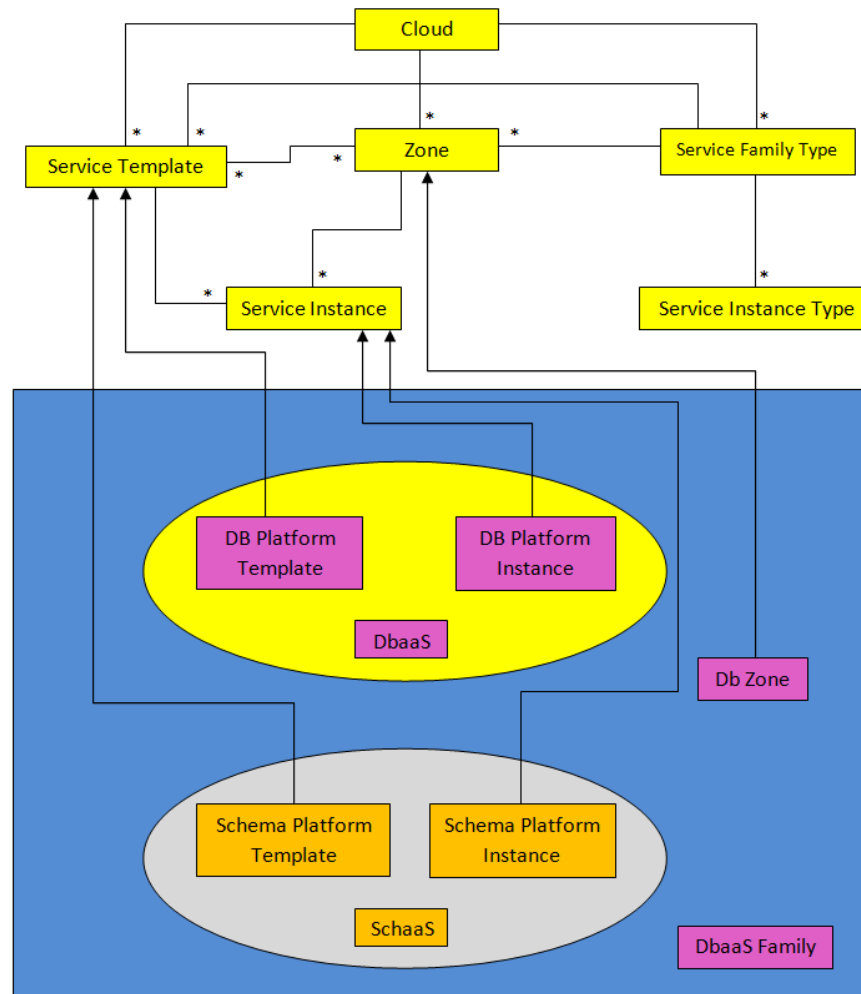 Cloud
*
*
*
*
*
Service Template
Zone
Service Family Type
*
*
*
*
*
Service Instance
Service Instance Type
DB Platform
Template
DB Platform
Instance
DbaaS
Db Zone
Schema Platform
Template
Schema Platform
Instance
SchaaS
DbaaS Family